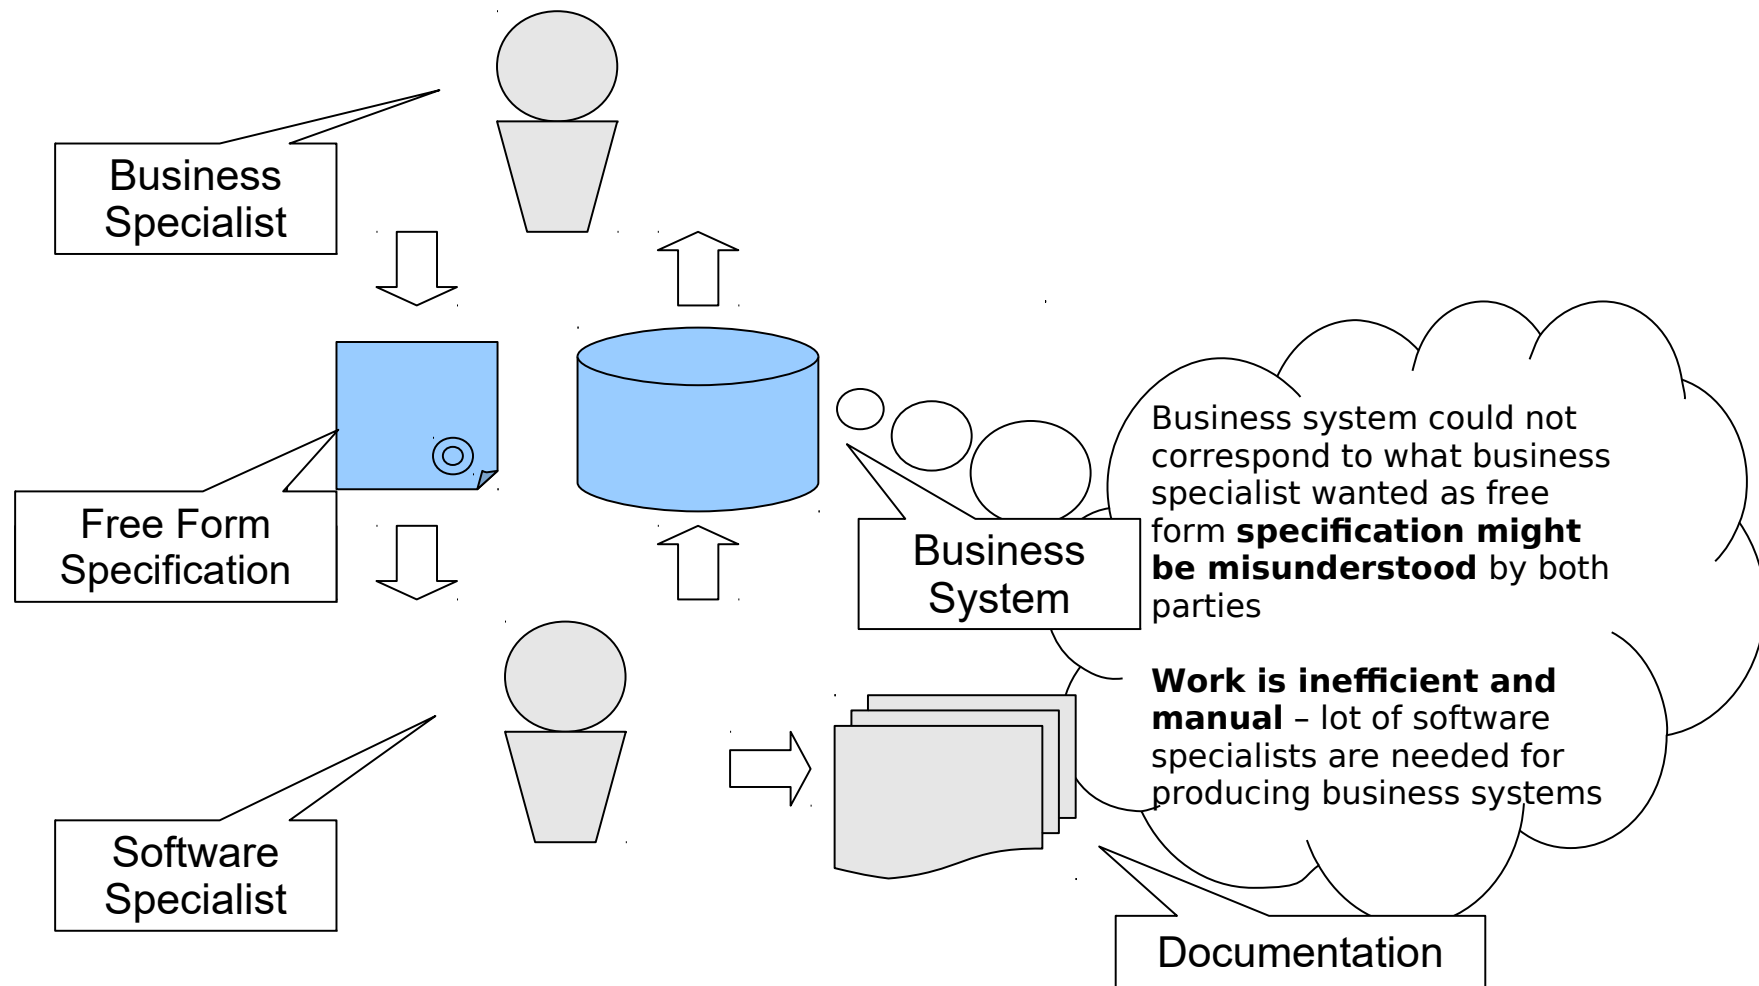 Business
Specialist
Free Form
Specification
Business
System
Business system could not
correspond to what business
specialist wanted as free
form specification might
be misunderstood by both
parties
Work is inefficient and
manual – lot of software
specialists are needed for
producing business systems
Software
Specialist
Documentation